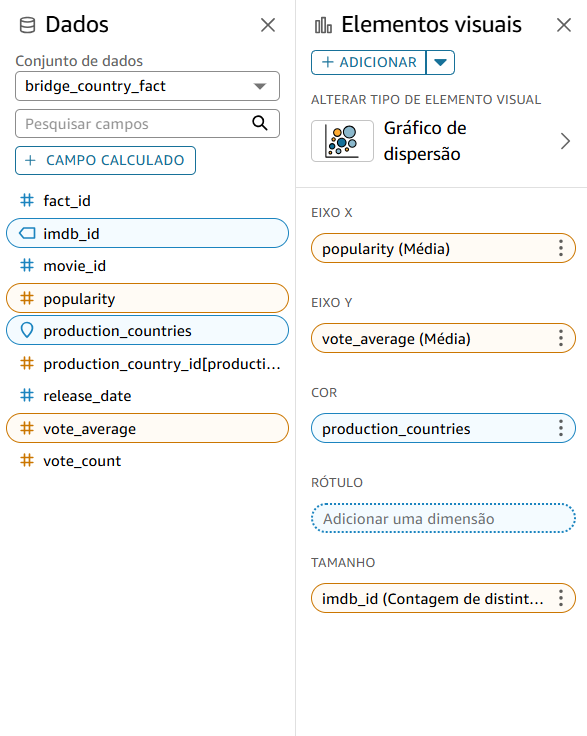 Dados
Conjunto de dados
bridge_country_fact
Pesquisar campos
+ CAMPO CALCULADO
# fact_id
imdb_id
# movie_id
# popularity
production_countries
# production_country_id[producti...
# release_date
# vote_average
# vote_count
Elementos visuais
+ ADICIONAR
ALTERAR TIPO DE ELEMENTO VISUAL
Gráfico de
dispersão
EIXO X
popularity (Média)
EIXO Y
vote_average (Média)
COR
production_countries
RÓTULO
Adicionar uma dimensão
TAMANHO
imdb_id (Contagem de distint...